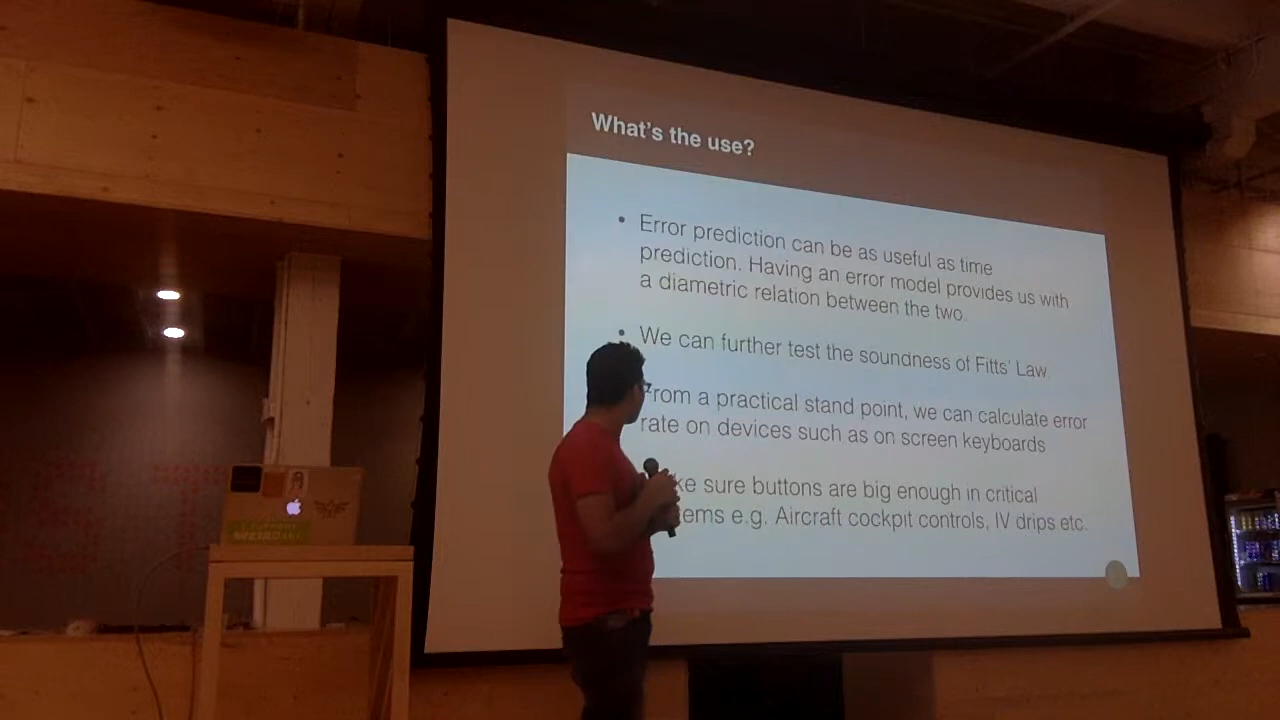 What's the use?
• Error prediction can be as useful as time
prediction. Having an error model provides us with
a diametric relation between the two.
• We can further test the soundness of Fitts' Law.
From a practical stand point, we can calculate error
rate on devices such as on screen keyboards
ke sure buttons are big enough in critical
ems e.g. Aircraft cockpit controls, IV drips etc.